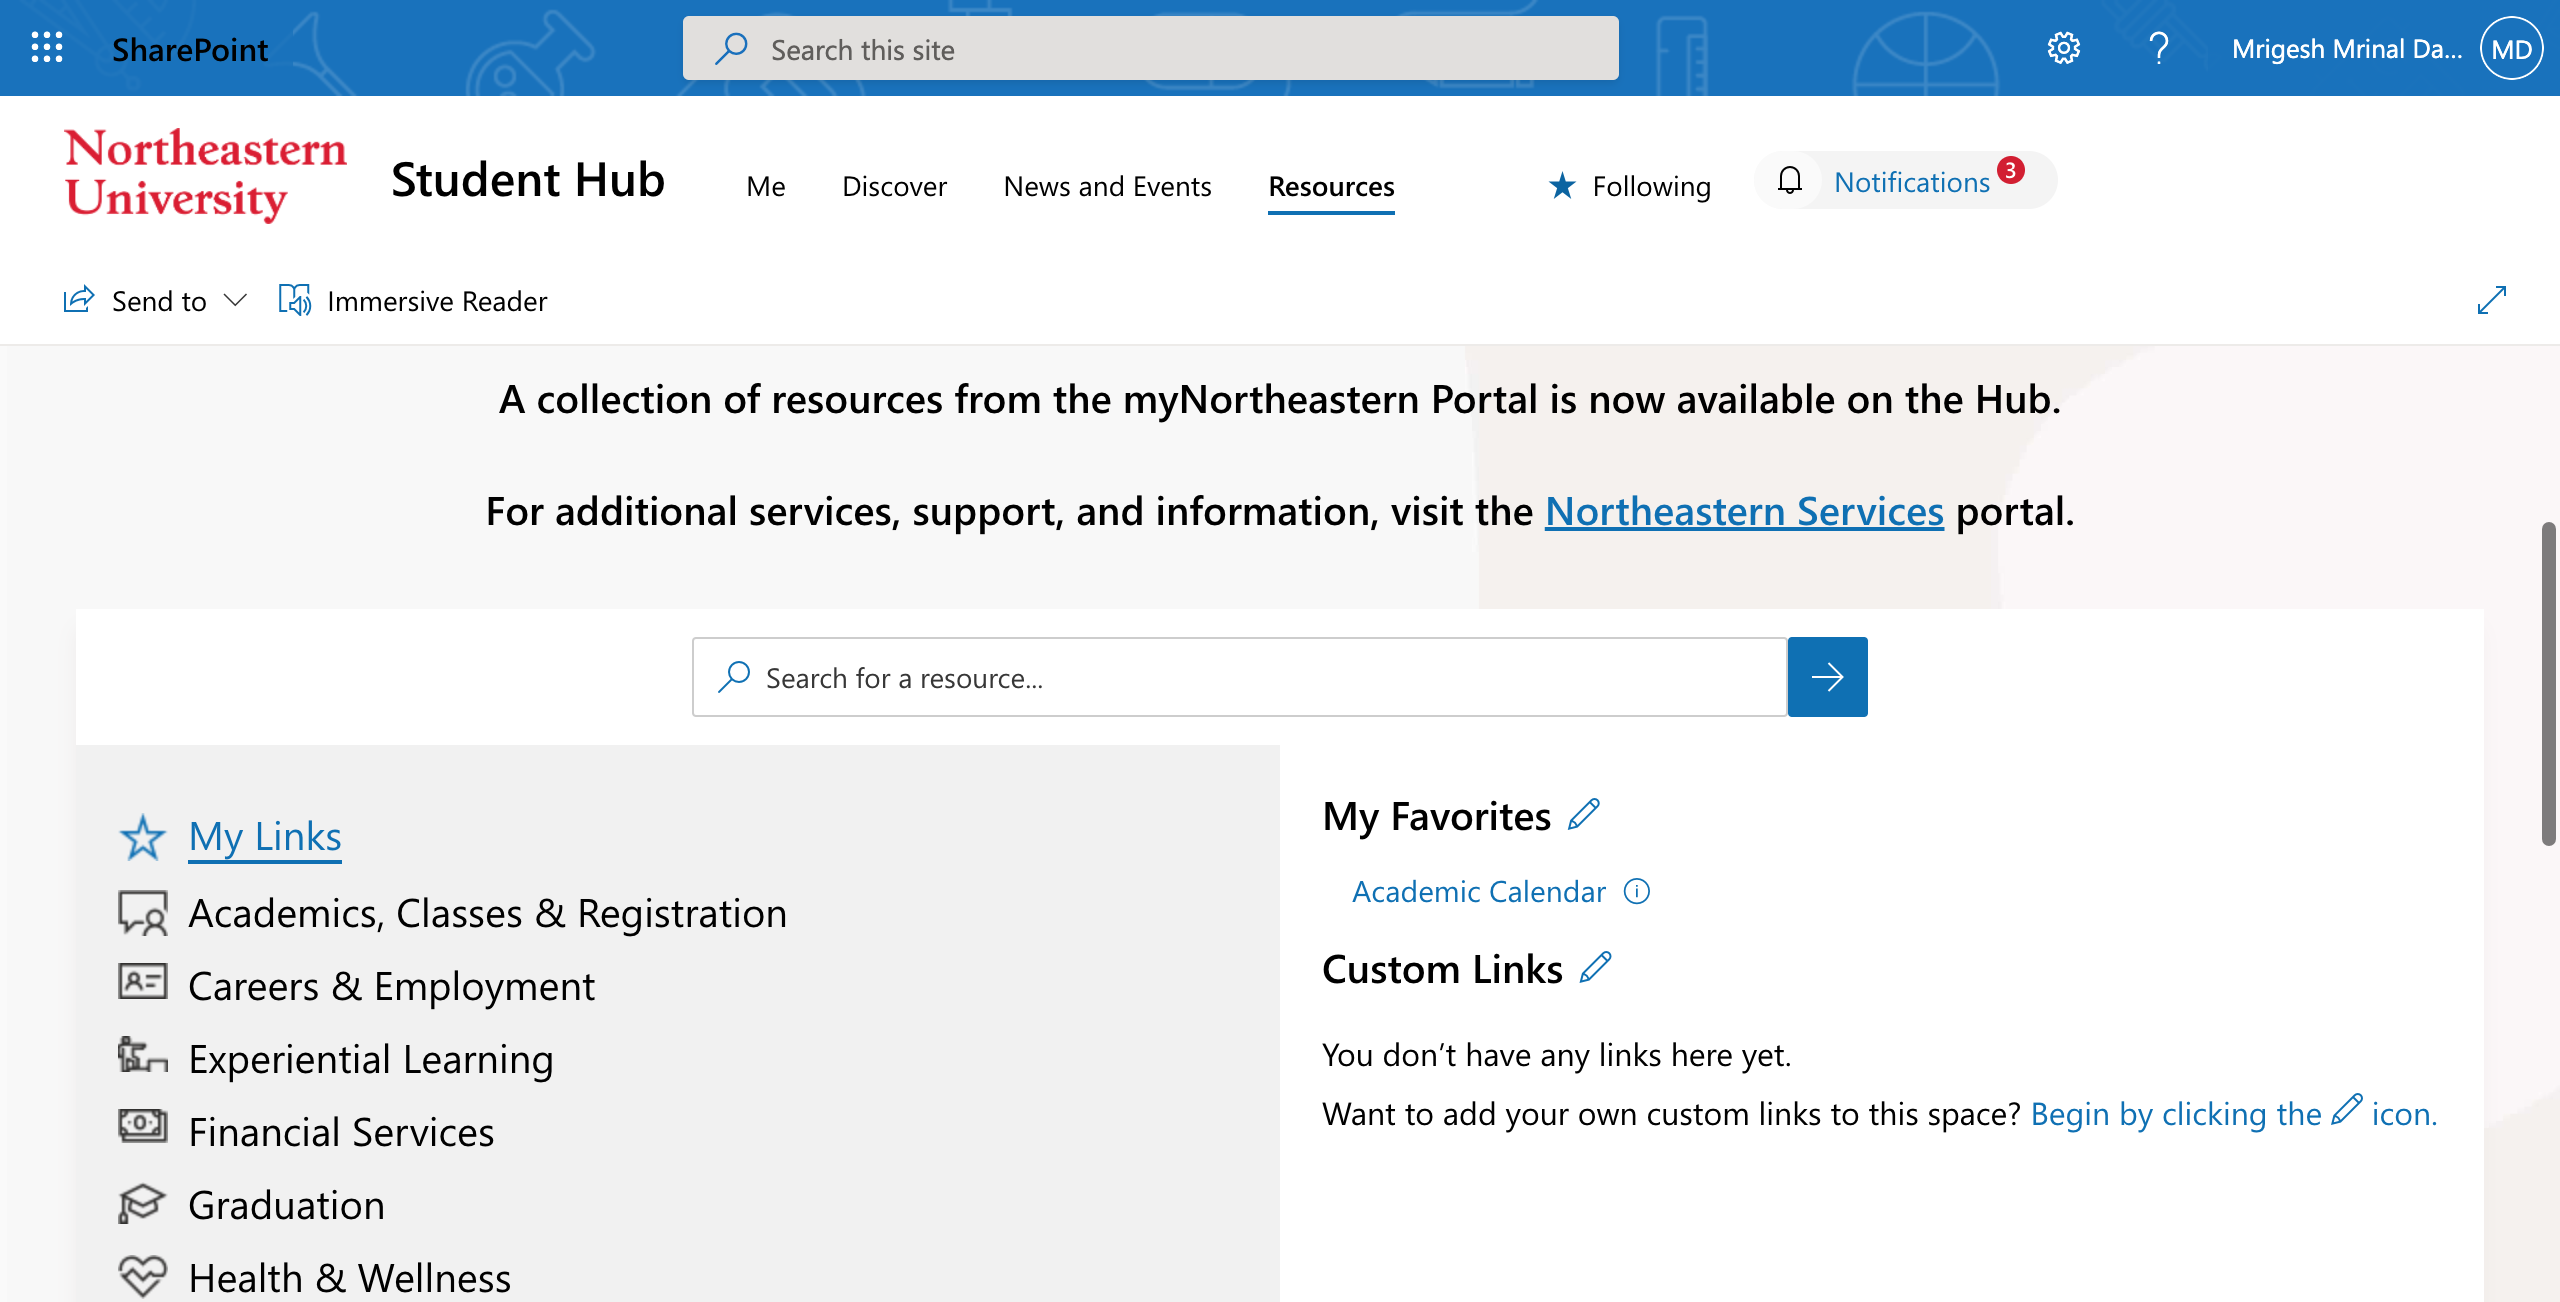 SharePoint
Search this site
Mrigesh Mrinal Da...
MD
Northeastern
University
Student Hub
Me
Discover
News and Events
Resources
Following
Notifications
3
Send to
Immersive Reader
A collection of resources from the myNortheastern Portal is now available on the Hub.
For additional services, support, and information, visit the Northeastern Services portal.
Search for a resource...
My Links
Academics, Classes & Registration
Careers & Employment
Experiential Learning
Financial Services
Graduation
Health & Wellness
My Favorites
Academic Calendar
Custom Links
You don’t have any links here yet.
Want to add your own custom links to this space? Begin by clicking the icon.